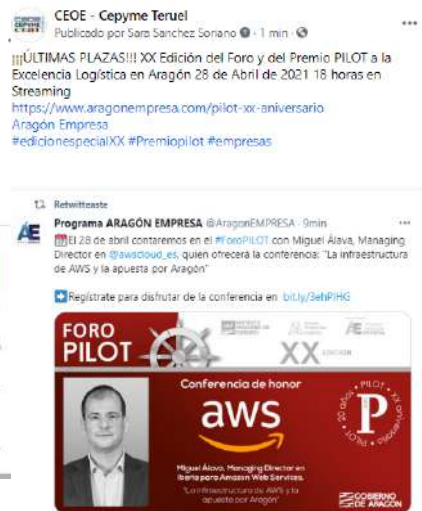 CEOE - Cepyme Teruel
Publicado por Sara Sanchez Soriano · 1 min ·
¡¡¡ÚLTIMAS PLAZAS!!! XX Edición del Foro y del Premio PILOT a la
Excelencia Logística en Aragón 28 de Abril de 2021 18 horas en
Streaming
https://www.aragonempresa.com/pilot-xx-aniversario
Aragón Empresa
#edicionespecialXX #Premiopilot #empresas
Retwitteaste
Programa ARAGÓN EMPRESA @AragonEMPRESA · 9min
El 28 de abril contaremos en el #ForoPILOT con Miguel Álava, Managing
Director en @awscloud_es, quien ofrecerá la conferencia: "La infraestructura
de AWS y la apuesta por Aragón"
Regístrate para disfrutar de la conferencia en bit.ly/3ehPIHG
FORO
PILOT
XX EDICIÓN
Conferencia de honor
aws
PILOT
20 años
XX aniversario
P
Miguel Álava, Managing Director en
Iberia para Amazon Web Services.
"La infraestructura de AWS y la
apuesta por Aragón"
GOBIERNO
DE ARAGON